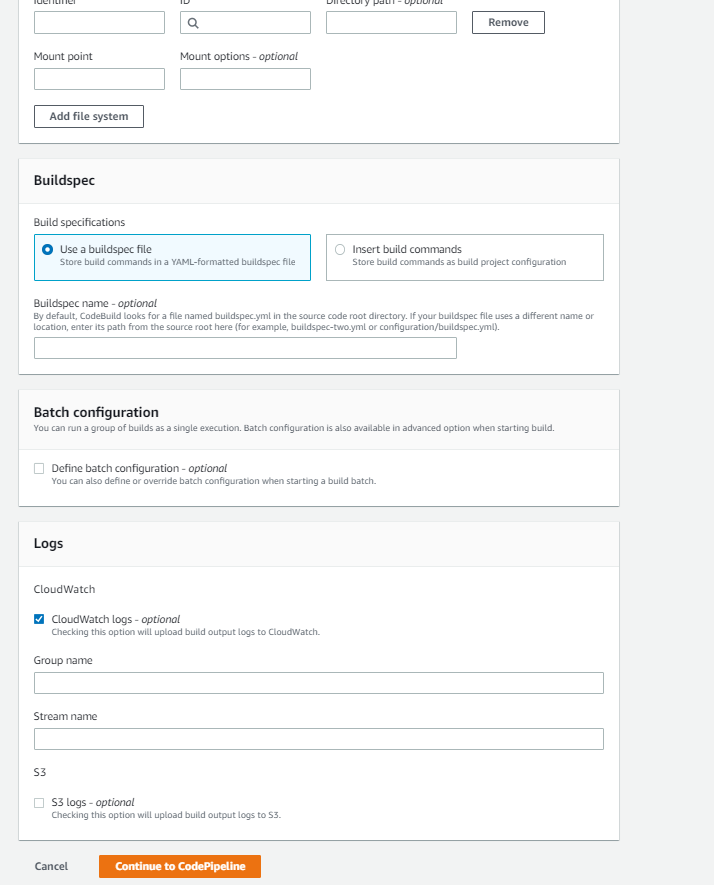 Identifier
ID
Directory path - optional
Remove
Mount point
Mount options - optional
Add file system
Buildspec
Build specifications
Use a buildspec file
Store build commands in a YAML-formatted buildspec file
Insert build commands
Store build commands as build project configuration
Buildspec name - optional
By default, CodeBuild looks for a file named buildspec.yml in the source code root directory. If your buildspec file uses a different name or
location, enter its path from the source root here (for example, buildspec-two.yml or configuration/buildspec.yml).
Batch configuration
You can run a group of builds as a single execution. Batch configuration is also available in advanced option when starting build.
Define batch configuration - optional
You can also define or override batch configuration when starting a build batch.
Logs
CloudWatch
CloudWatch logs - optional
Checking this option will upload build output logs to CloudWatch.
Group name
Stream name
S3
S3 logs - optional
Checking this option will upload build output logs to S3.
Cancel
Continue to CodePipeline